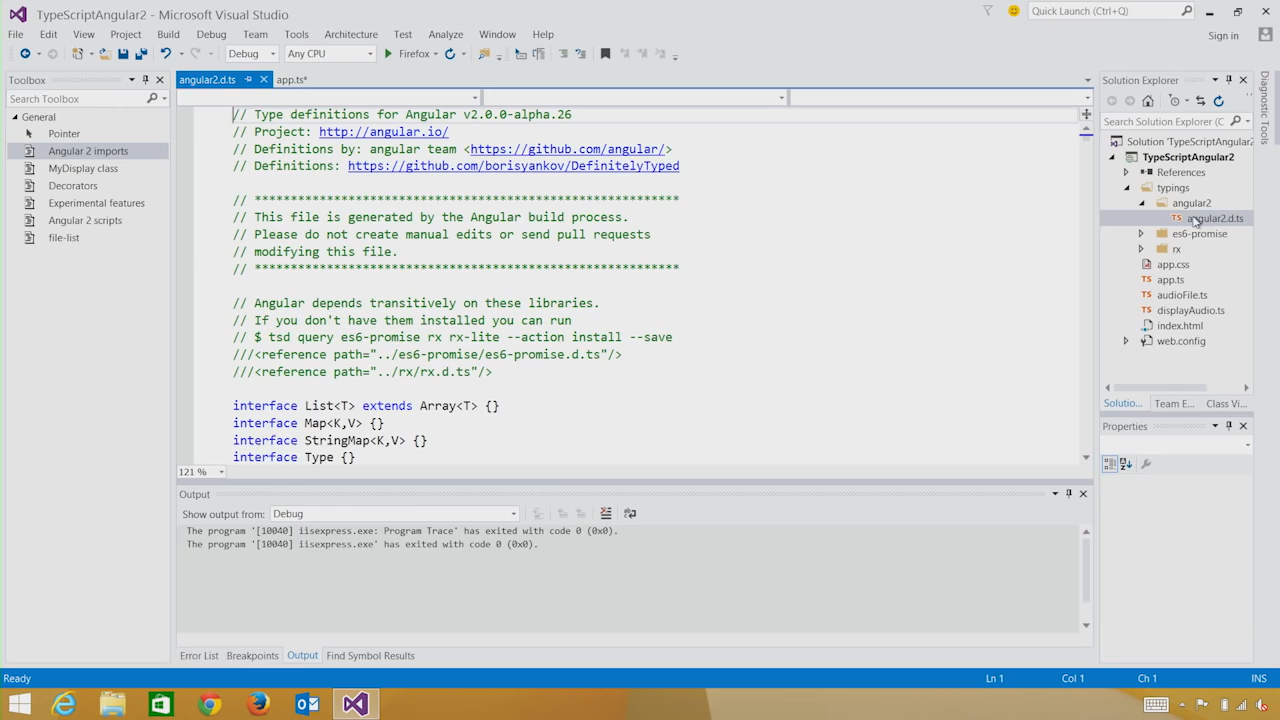 TypeScriptAngular2 - Microsoft Visual Studio
Quick Launch (Ctrl+Q)
File Edit View Project Build Debug Team Tools Architecture Test Analyze Window Help
Sign in
Debug Any CPU Firefox
Toolbox
Search Toolbox
General
Pointer
Angular 2 imports
MyDisplay class
Decorators
Experimental features
Angular 2 scripts
file-list
angular2.d.ts app.ts*
// Type definitions for Angular v2.0.0-alpha.26
// Project: http://angular.io/
// Definitions by: angular team <https://github.com/angular/>
// Definitions: https://github.com/borisyankov/DefinitelyTyped
// ***********************************************************
// This file is generated by the Angular build process.
// Please do not create manual edits or send pull requests
// modifying this file.
// ***********************************************************
// Angular depends transitively on these libraries.
// If you don't have them installed you can run
// $ tsd query es6-promise rx rx-lite --action install --save
///<reference path="../es6-promise/es6-promise.d.ts"/>
///<reference path="../rx/rx.d.ts"/>
interface List<T> extends Array<T> {}
interface Map<K,V> {}
interface StringMap<K,V> {}
interface Type {}
121 %
Output
Show output from: Debug
The program '[10040] iisexpress.exe: Program Trace' has exited with code 0 (0x0).
The program '[10040] iisexpress.exe' has exited with code 0 (0x0).
Error List Breakpoints Output Find Symbol Results
Solution Explorer
Search Solution Explorer (C
Solution 'TypeScriptAngular2
TypeScriptAngular2
References
typings
angular2
TS angular2.d.ts
es6-promise
rx
app.css
TS app.ts
TS audioFile.ts
TS displayAudio.ts
index.html
web.config
Solutio... Team E... Class Vi...
Properties
Diagnostic Tools
Ready Ln 1 Col 1 Ch 1 INS